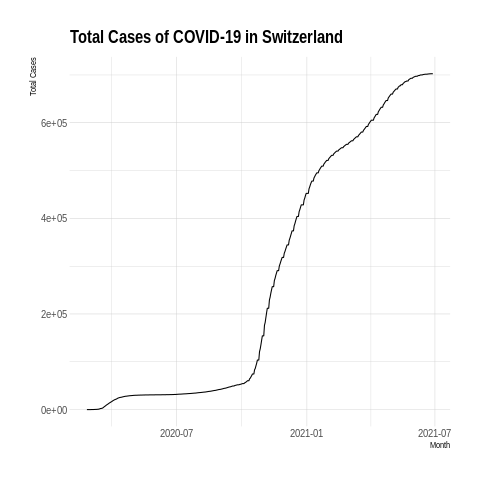 Total Cases of COVID-19 in Switzerland
Total Cases
6e+05
4e+05
2e+05
0e+00
2020-07
2021-01
2021-07
Month